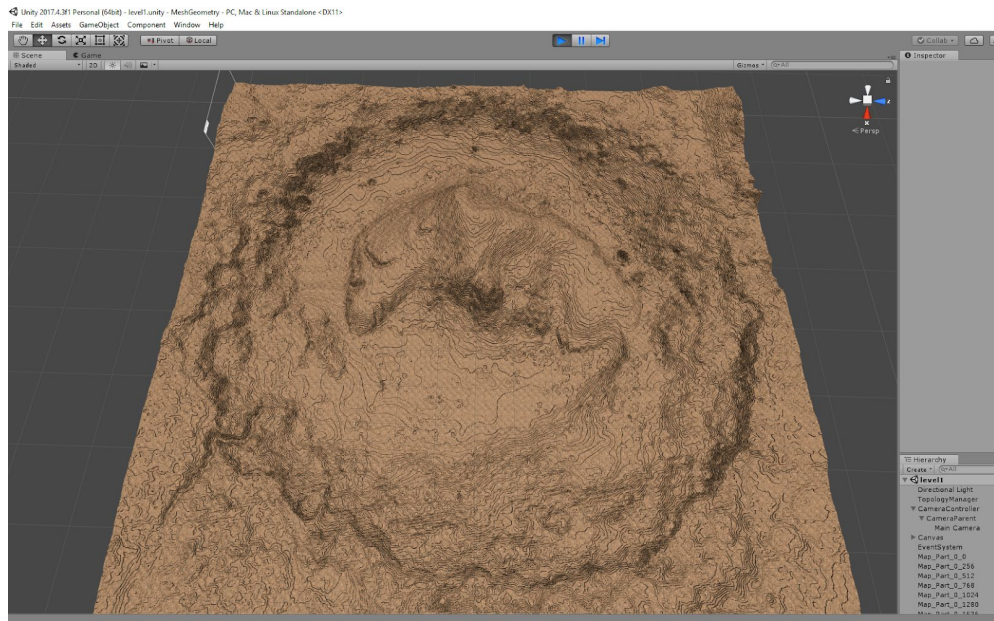 Unity 2017.4.3f1 Personal (64bit) - level1.unity - MeshGeometry - PC, Mac & Linux Standalone <DX11>
File Edit Assets GameObject Component Window Help
Pivot Local Collab
Scene Game Inspector
Shaded 2D Gizmos All
z
x
Persp
Hierarchy
Create All
level1
Directional Light
TopologyManager
CameraController
CameraParent
Main Camera
Canvas
EventSystem
Map_Part_0_0
Map_Part_0_256
Map_Part_0_512
Map_Part_0_768
Map_Part_0_1024
Map_Part_0_1280